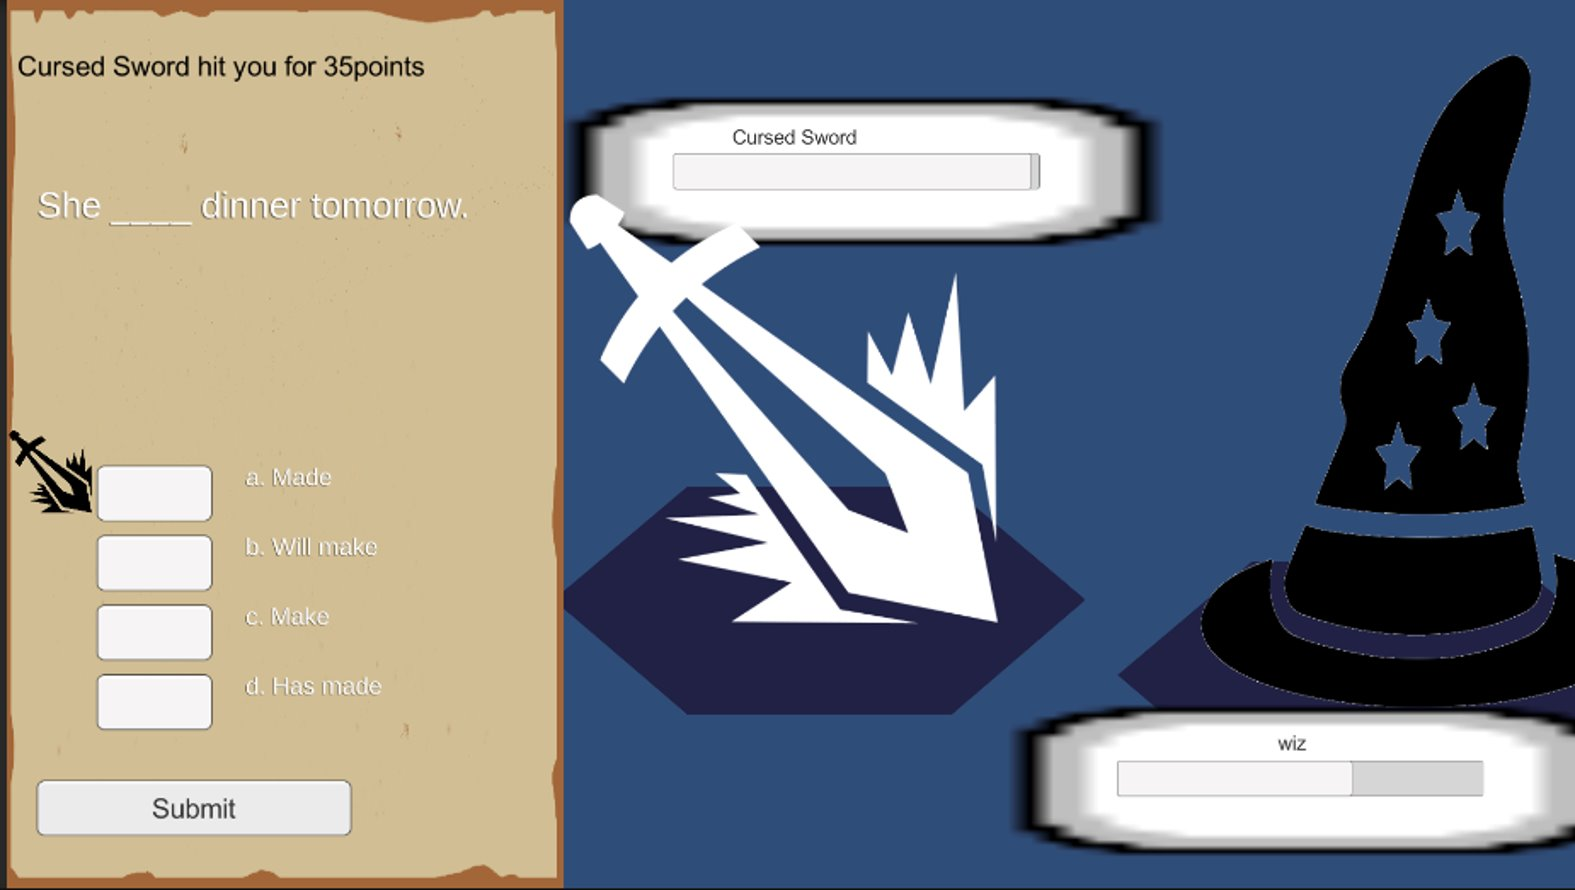 Cursed Sword hit you for 35points
She ____ dinner tomorrow.
a. Made
b. Will make
c. Make
d. Has made
Submit
Cursed Sword
wiz